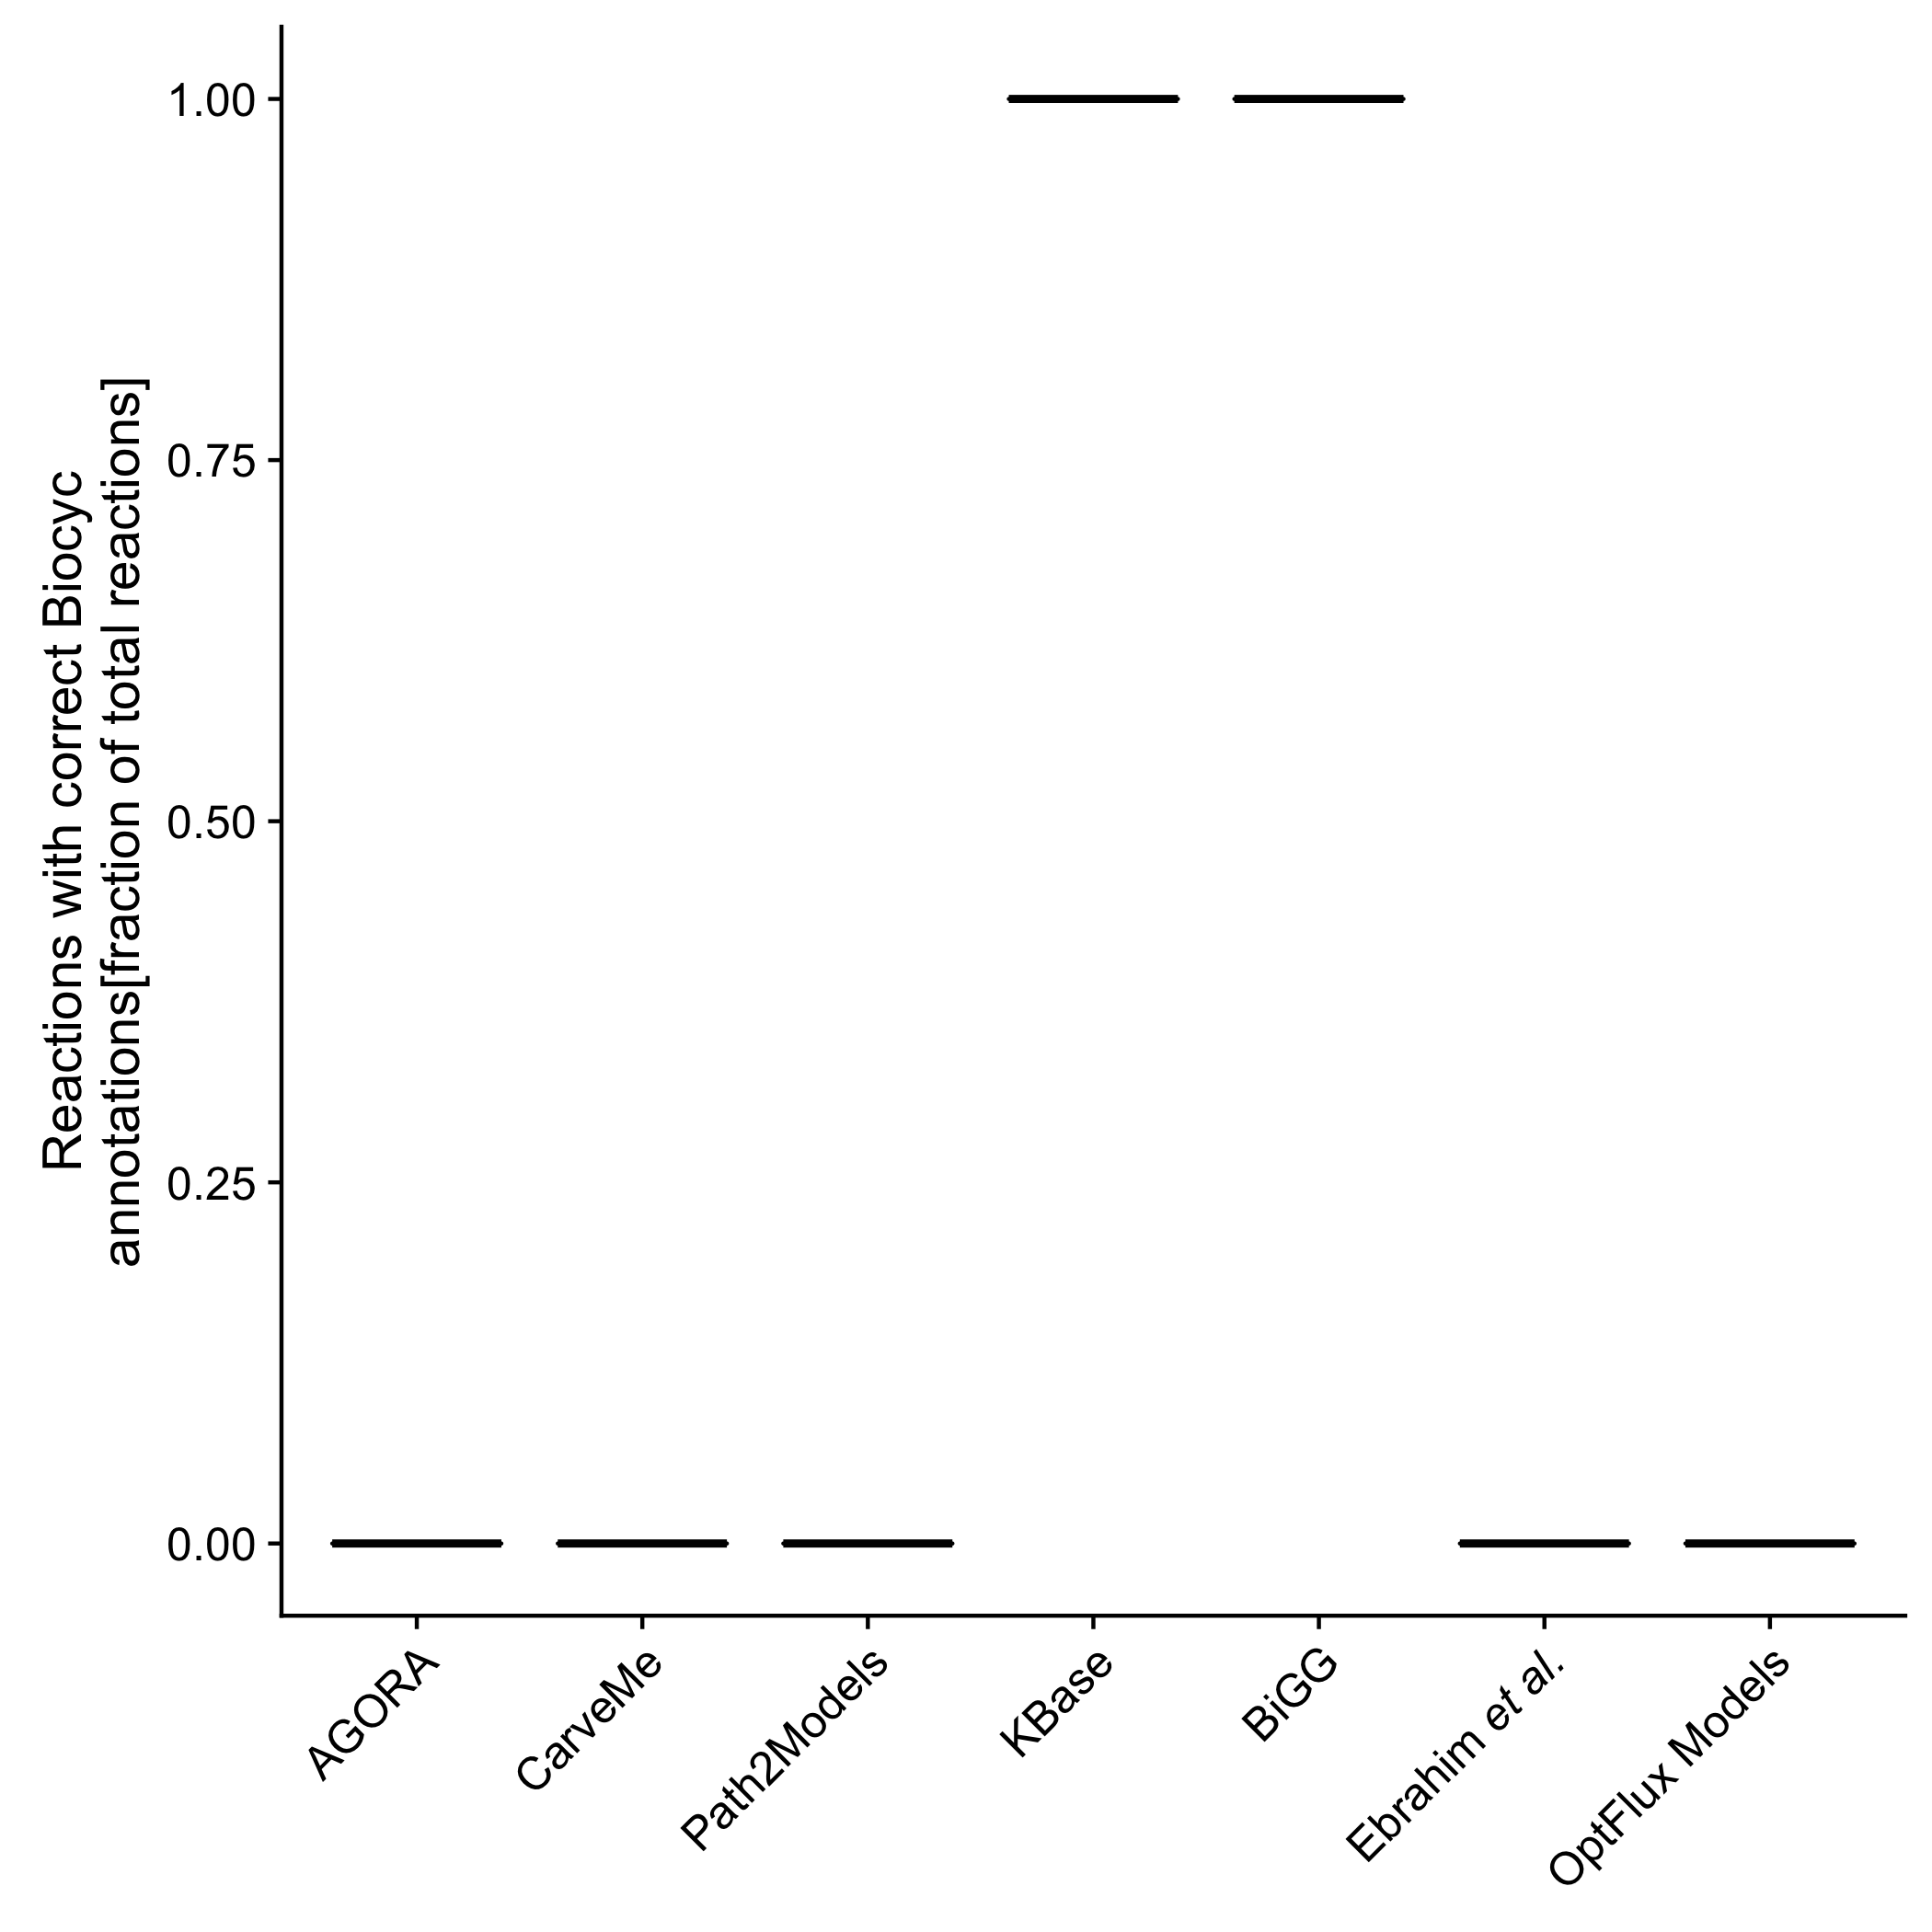 Reactions with correct Biocyc
annotations[fraction of total reactions]
1.00
0.75
0.50
0.25
0.00
AGORA
CarveMe
Path2Models
KBase
BiGG
Ebrahim et al.
OptFlux Models